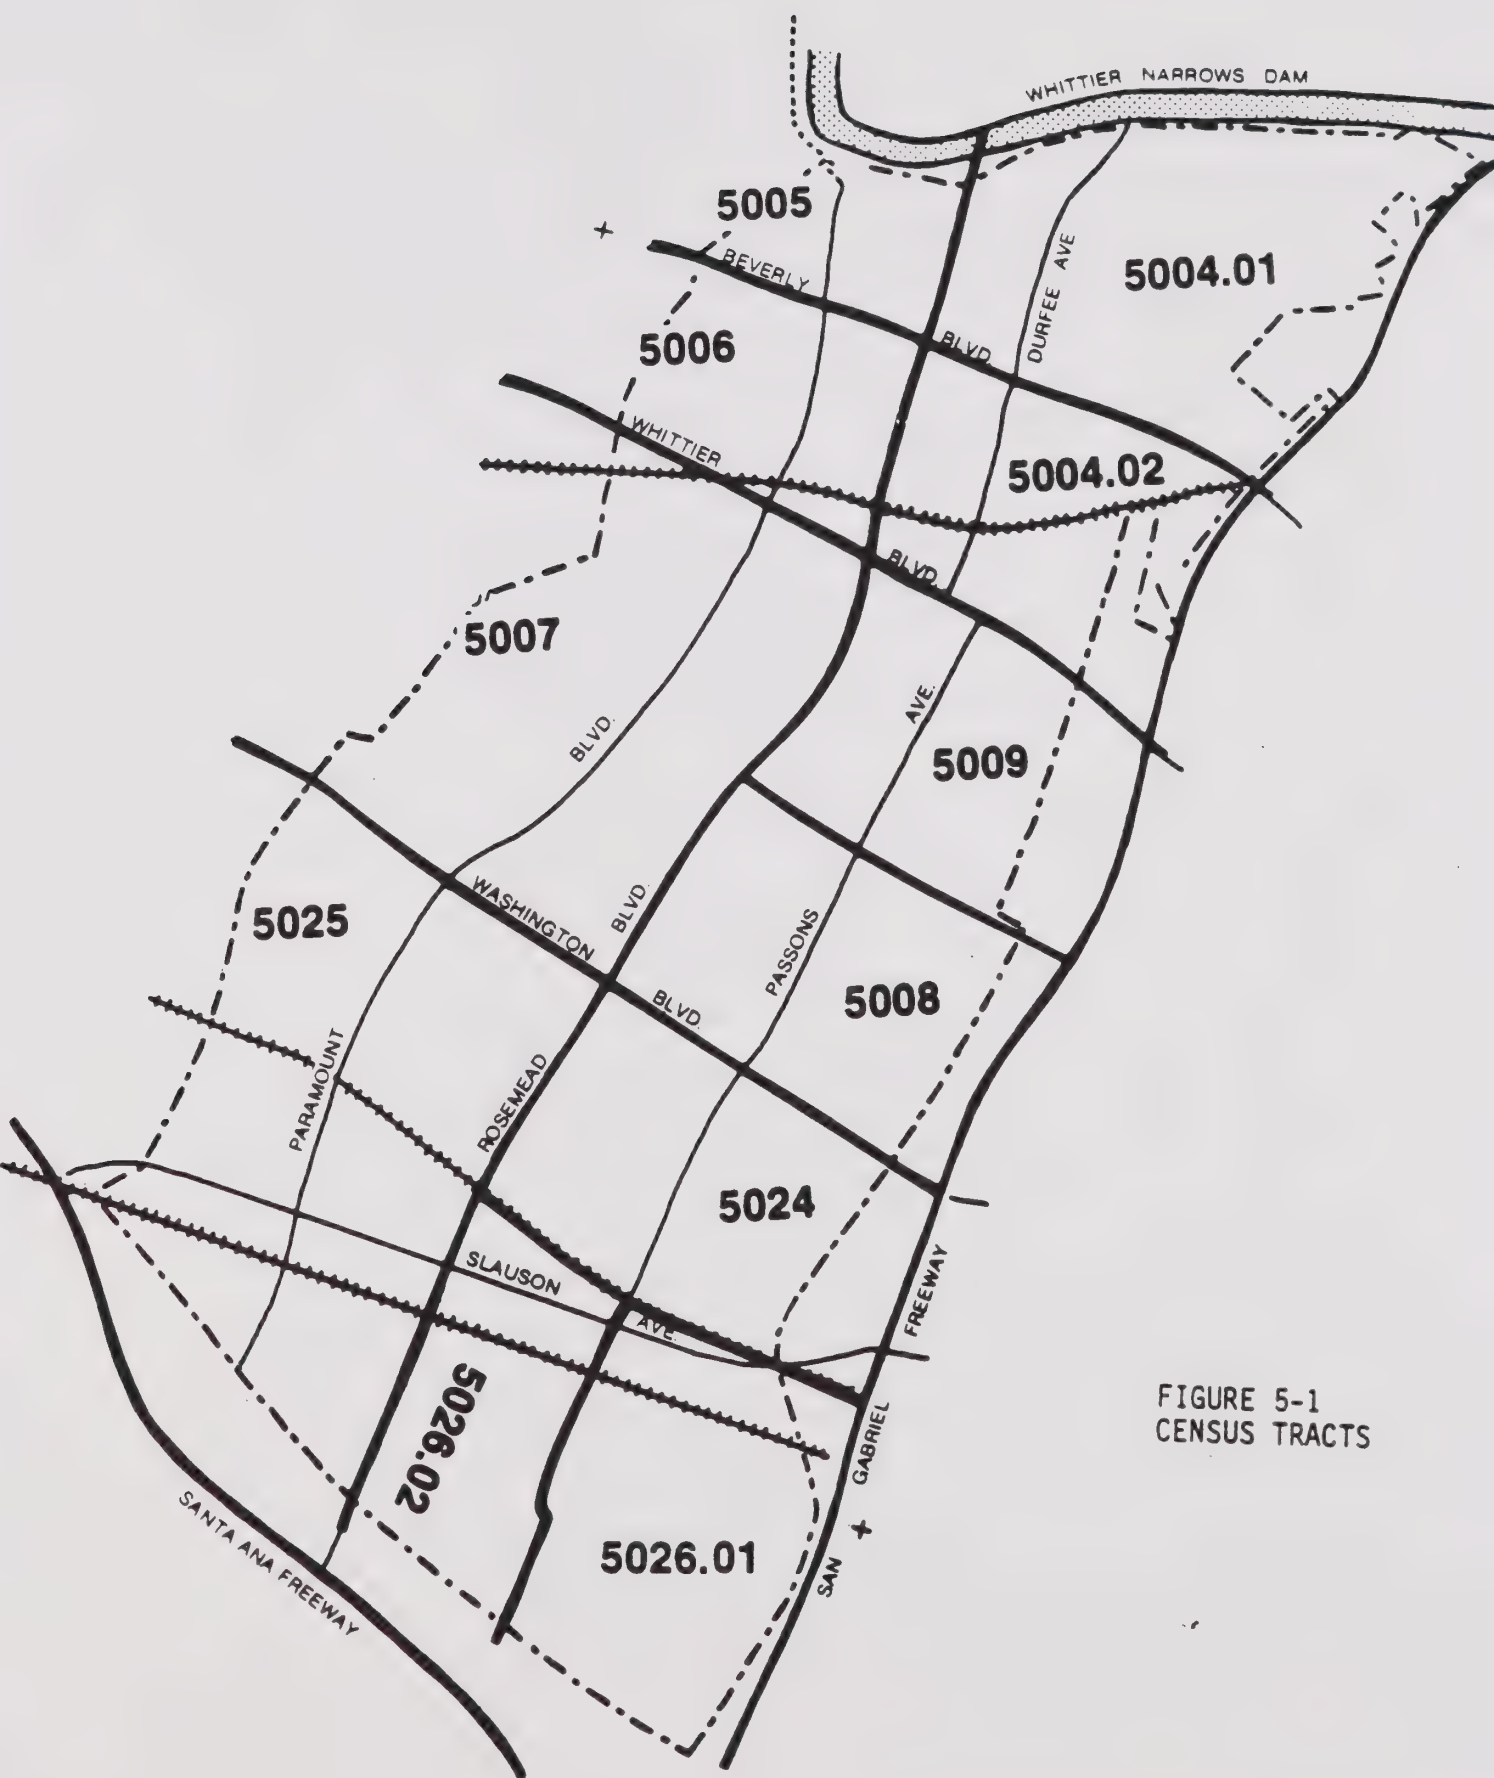 WHITTIER NARROWS DAM
5005
BEVERLY
BLVD.
DURFEE AVE
5004.01
5006
WHITTIER
BLVD.
5004.02
5007
BLVD.
AVE.
5009
5025
WASHINGTON
BLVD.
BLVD.
PASSONS
5008
PARAMOUNT
ROSEMEAD
5024
SLAUSON
AVE.
FREEWAY
5026.02
GABRIEL
FIGURE 5-1
CENSUS TRACTS
SANTA ANA FREEWAY
5026.01
SAN